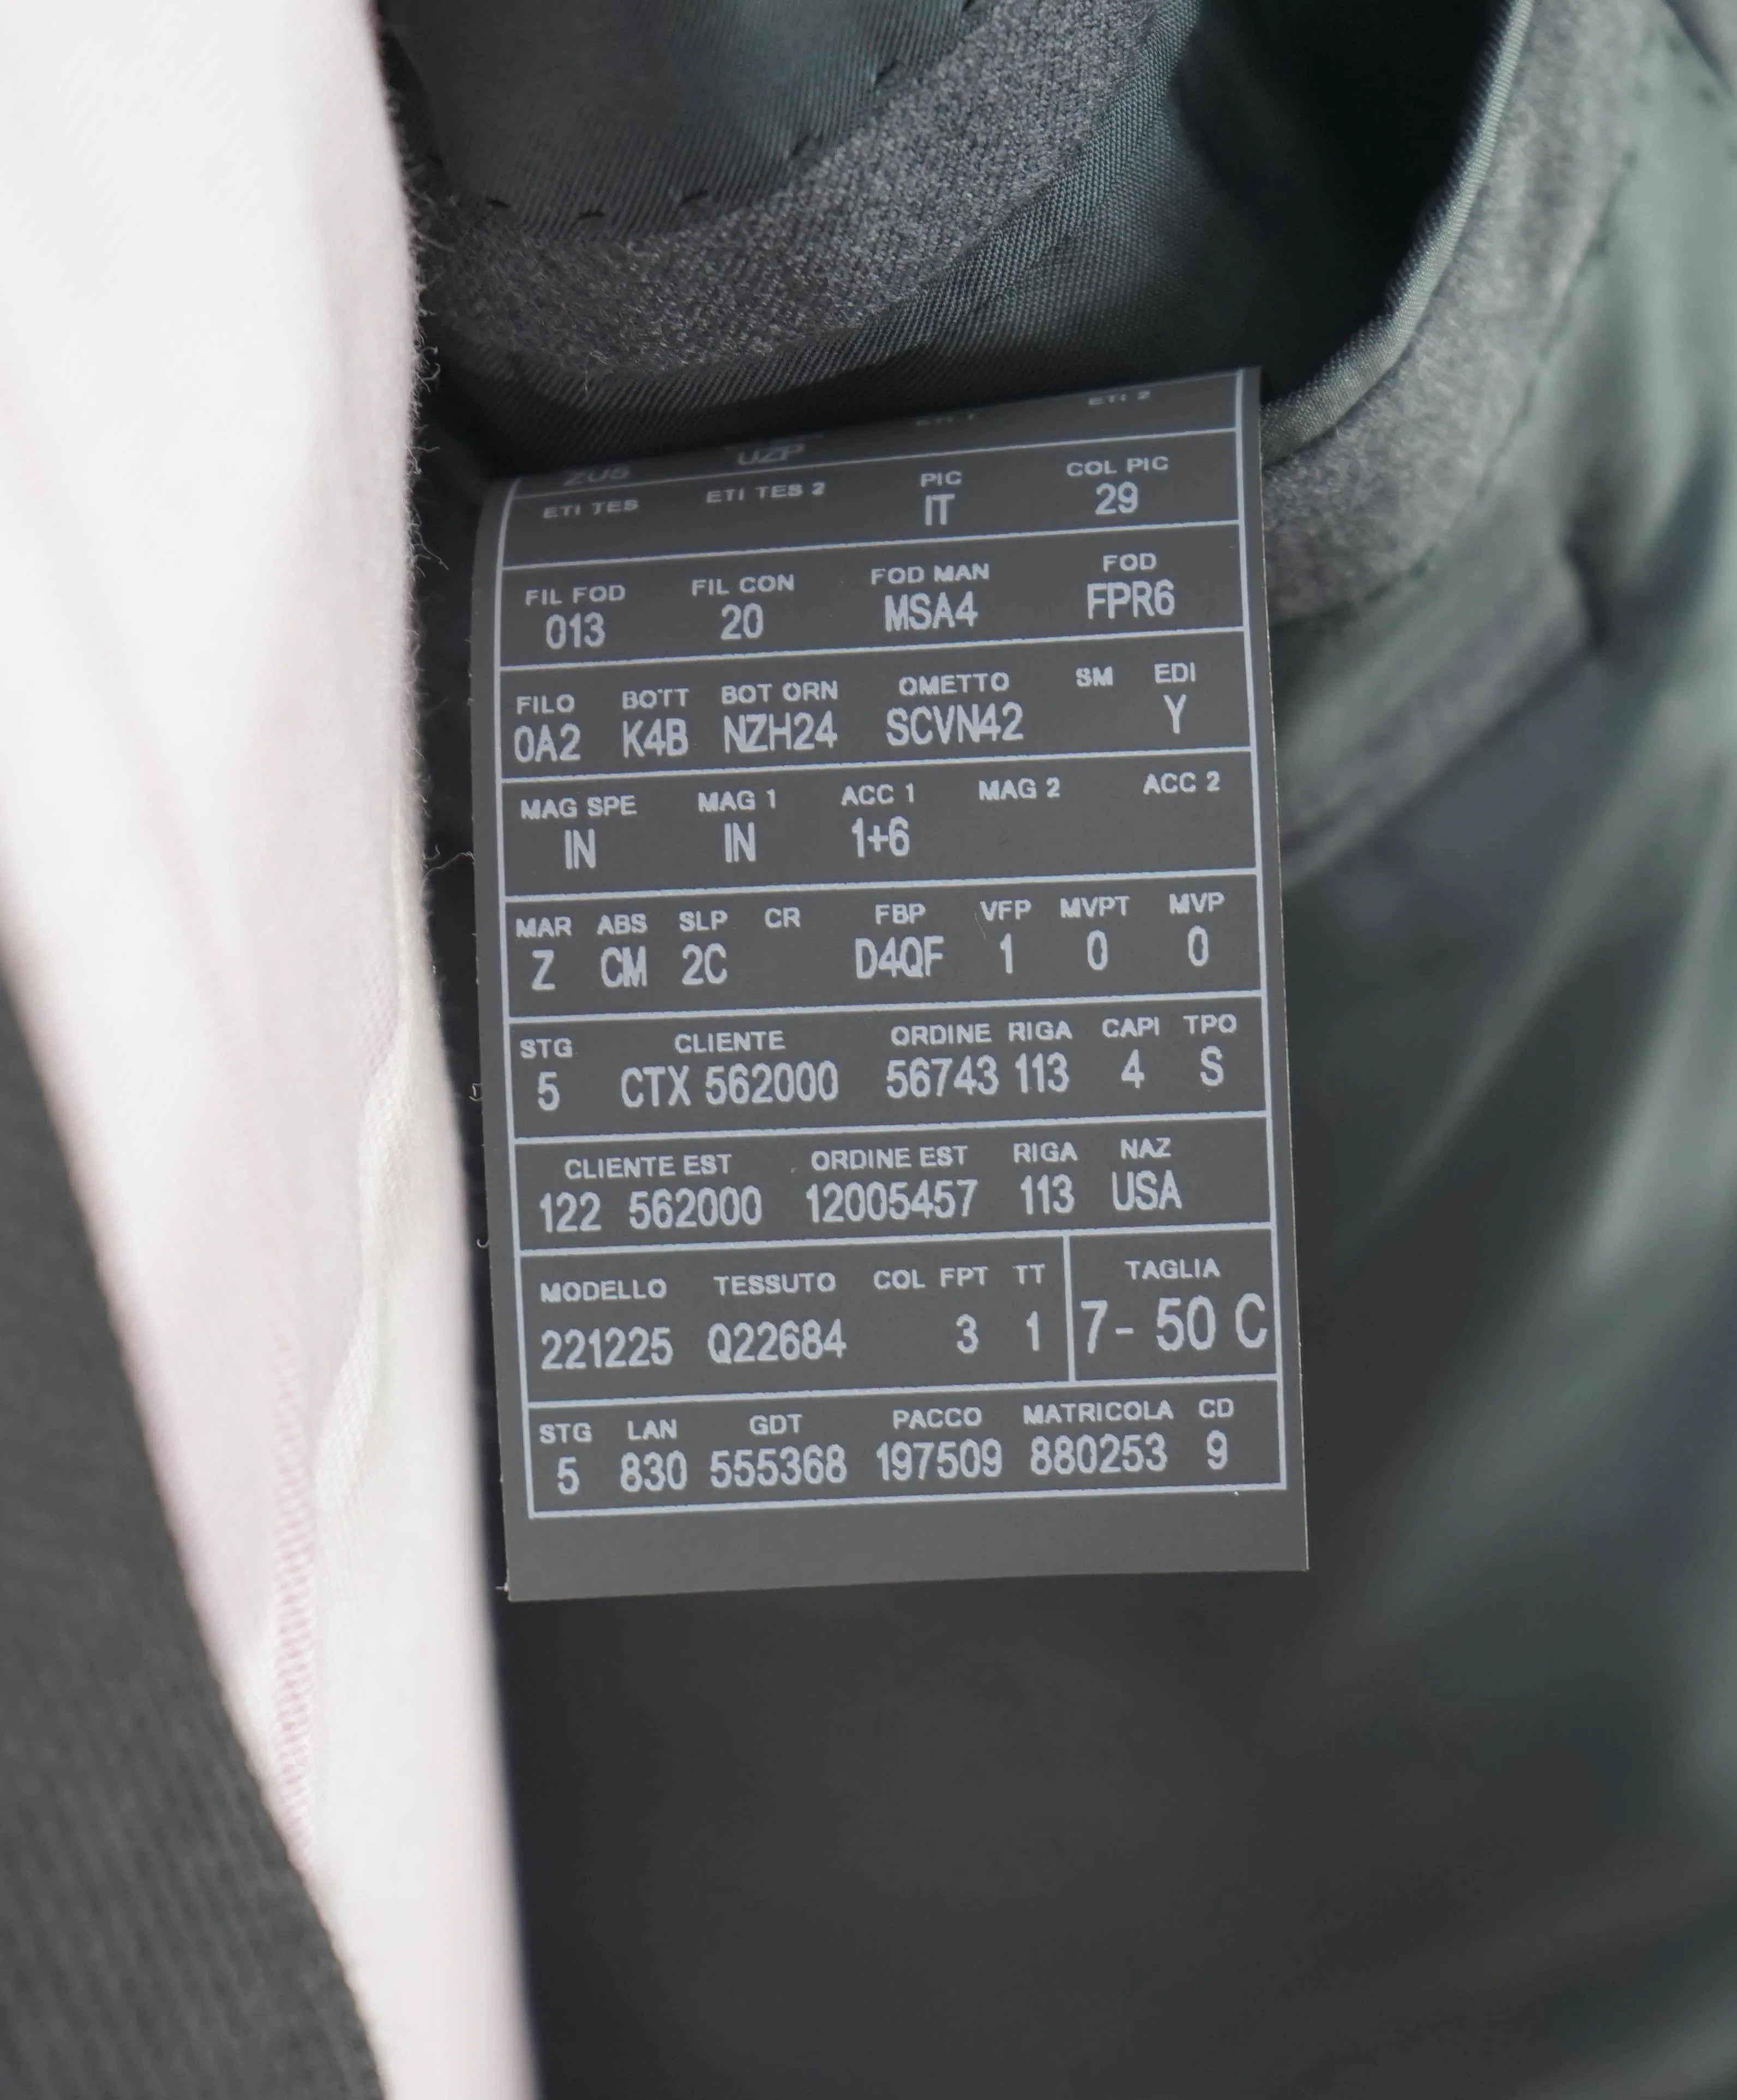 ETI 2
ZU5 UZP
ETI TES ETI TES 2 PIC COL PIC
IT 29
FIL FOD FIL CON FOD MAN FOD
013 20 MSA4 FPR6
FILO BOTT BOT ORN OMETTO SM EDI
0A2 K4B NZH24 SCVN42 Y
MAG SPE MAG 1 ACC 1 MAG 2 ACC 2
IN IN 1+6
MAR ABS SLP CR FBP VFP MVPT MVP
Z CM 2C D4QF 1 0 0
STG CLIENTE ORDINE RIGA CAPI TPO
5 CTX 562000 56743 113 4 S
CLIENTE EST ORDINE EST RIGA NAZ
122 562000 12005457 113 USA
MODELLO TESSUTO COL FPT TT TAGLIA
221225 Q22684 3 1 7- 50 C
STG LAN GDT PACCO MATRICOLA CD
5 830 555368 197509 880253 9